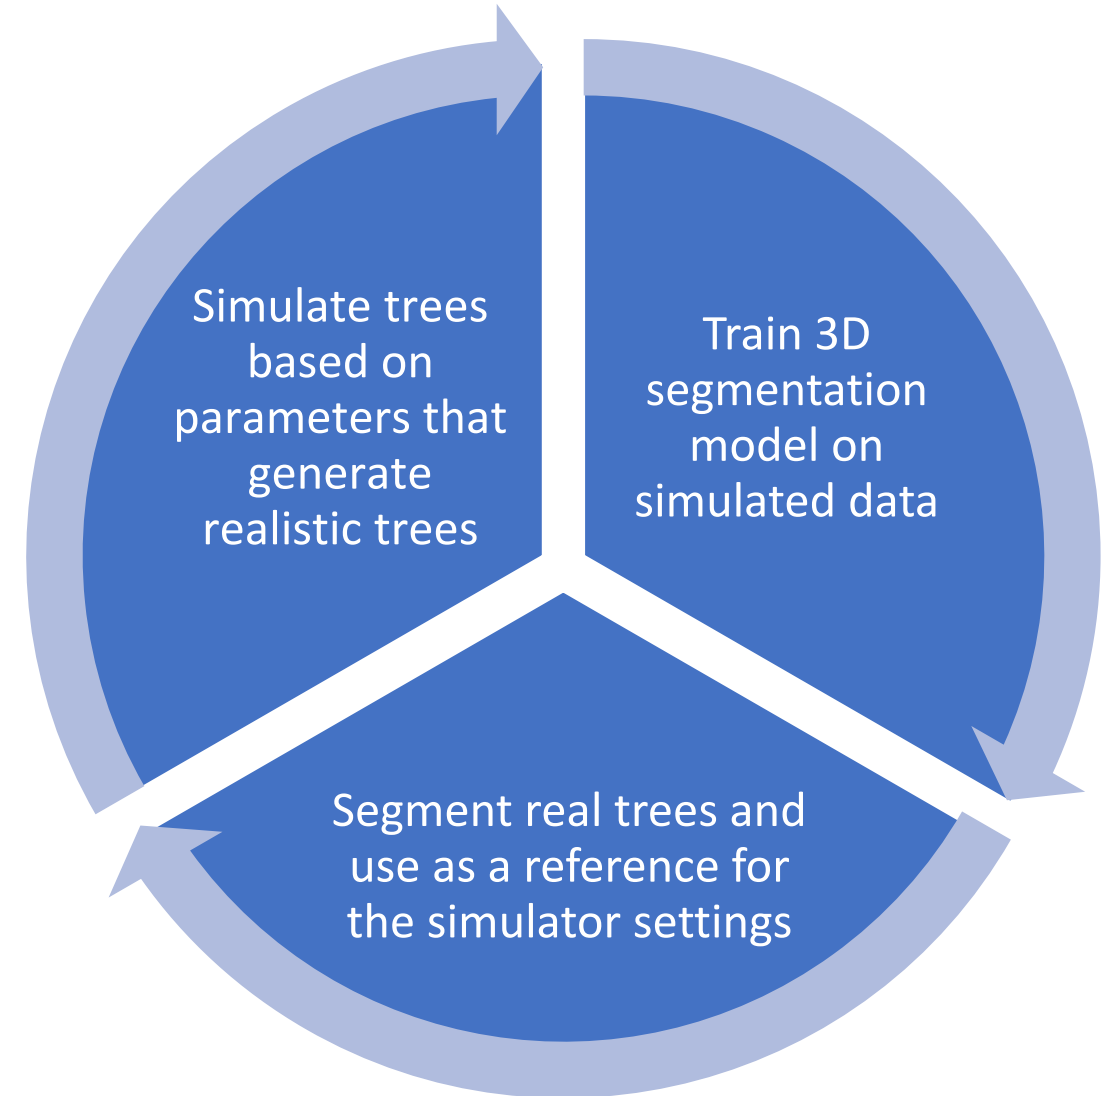 Simulate trees
based on
parameters that
generate
realistic trees
Train 3D
segmentation
model on
simulated data
Segment real trees and
use as a reference for
the simulator settings